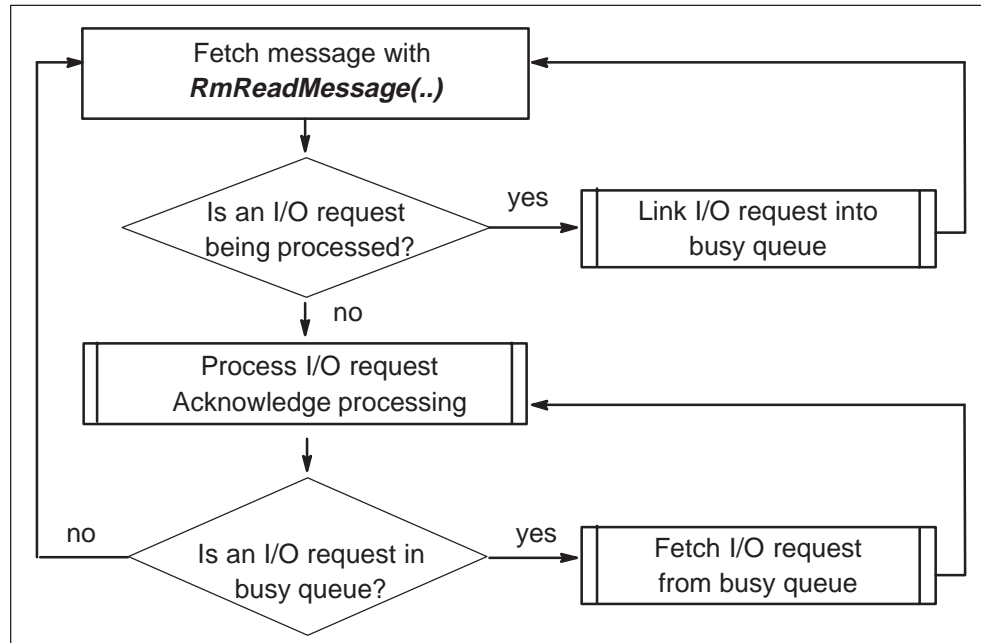 Fetch message with
RmReadMessage(..)
Is an I/O request
being processed?
yes
Link I/O request into
busy queue
no
Process I/O request
Acknowledge processing
no
Is an I/O request in
busy queue?
yes
Fetch I/O request
from busy queue